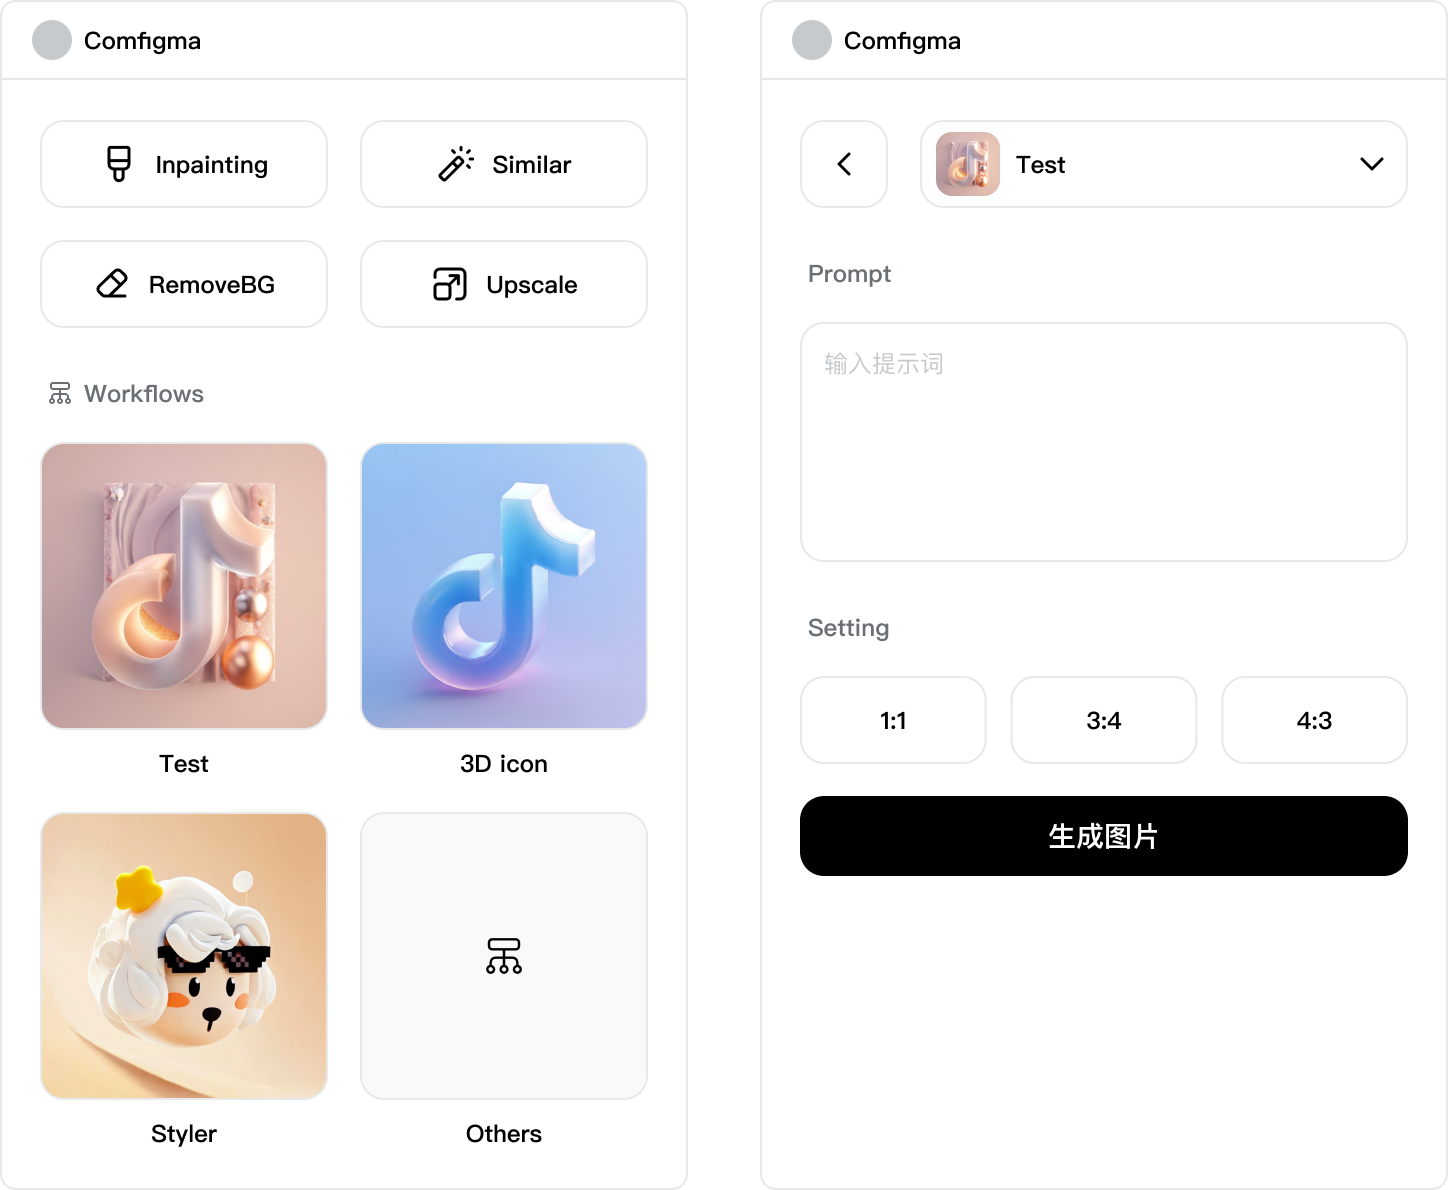 Comfigma
Inpainting
Similar
RemoveBG
Upscale
Workflows
Test
3D icon
Styler
Others
Comfigma
Test
Prompt
输入提示词
Setting
1:1
3:4
4:3
生成图片